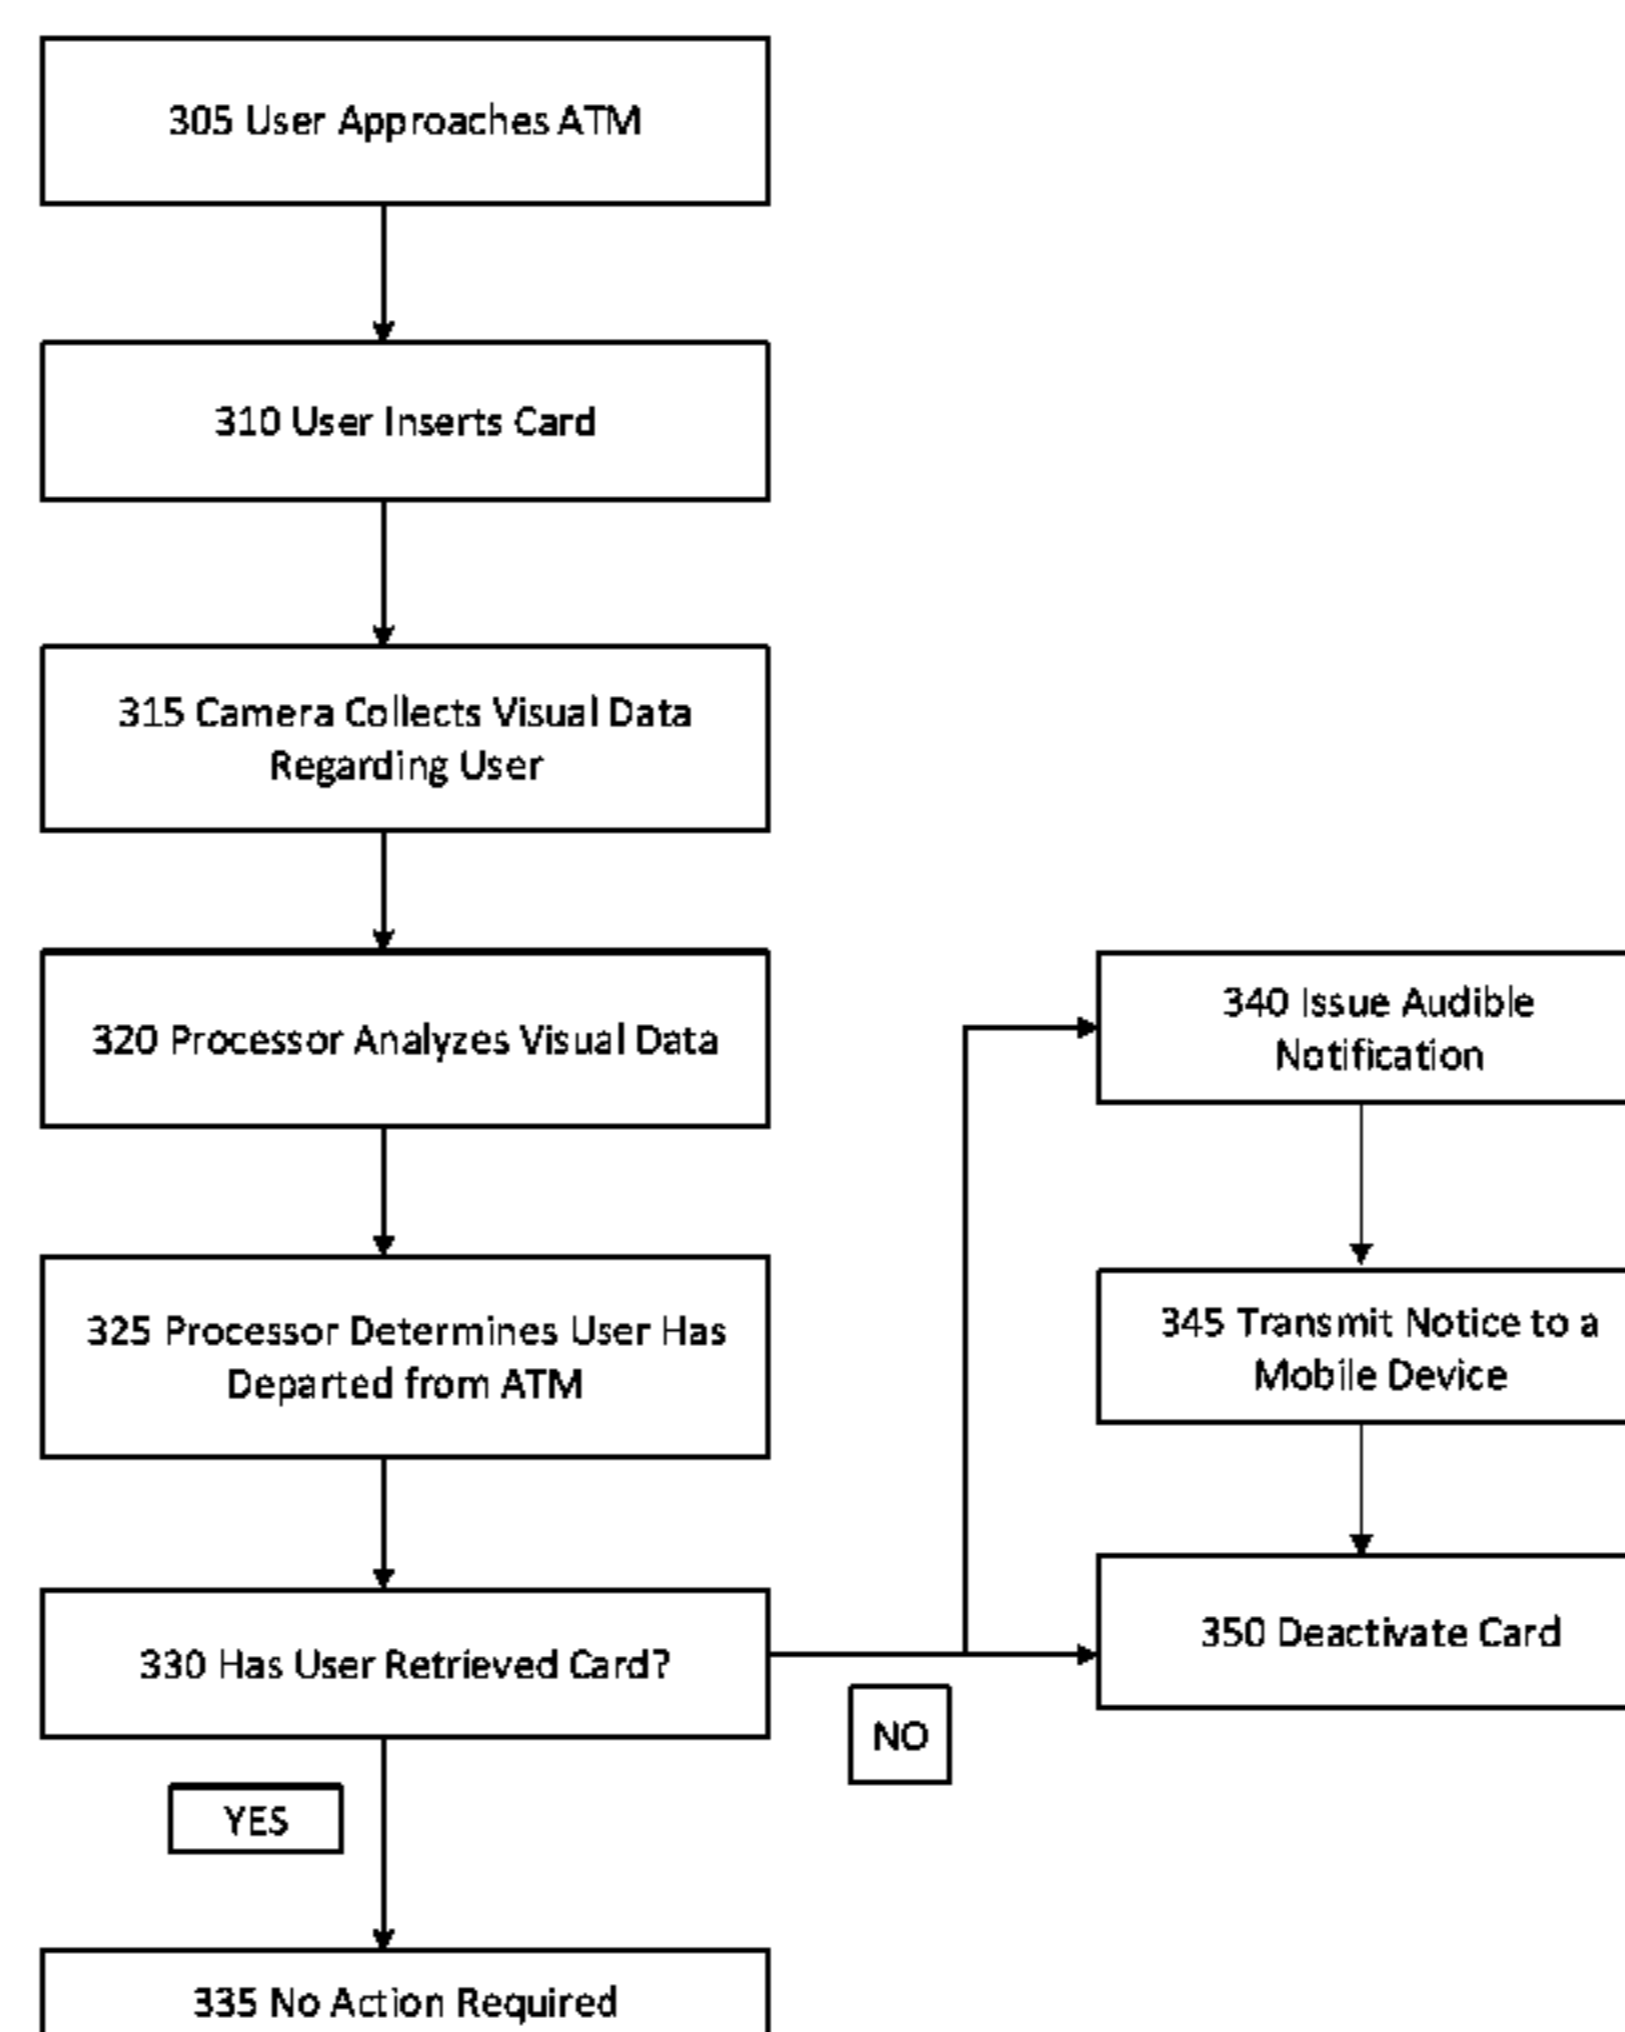 305 User Approaches ATM
310 User Inserts Card
315 Camera Collects Visual Data
Regarding User
320 Processor Analyzes Visual Data
325 Processor Determines User Has
Departed from ATM
330 Has User Retrieved Card?
YES
335 No Action Required
NO
340 Issue Audible
Notification
345 Transmit Notice to a
Mobile Device
350 Deactivate Card